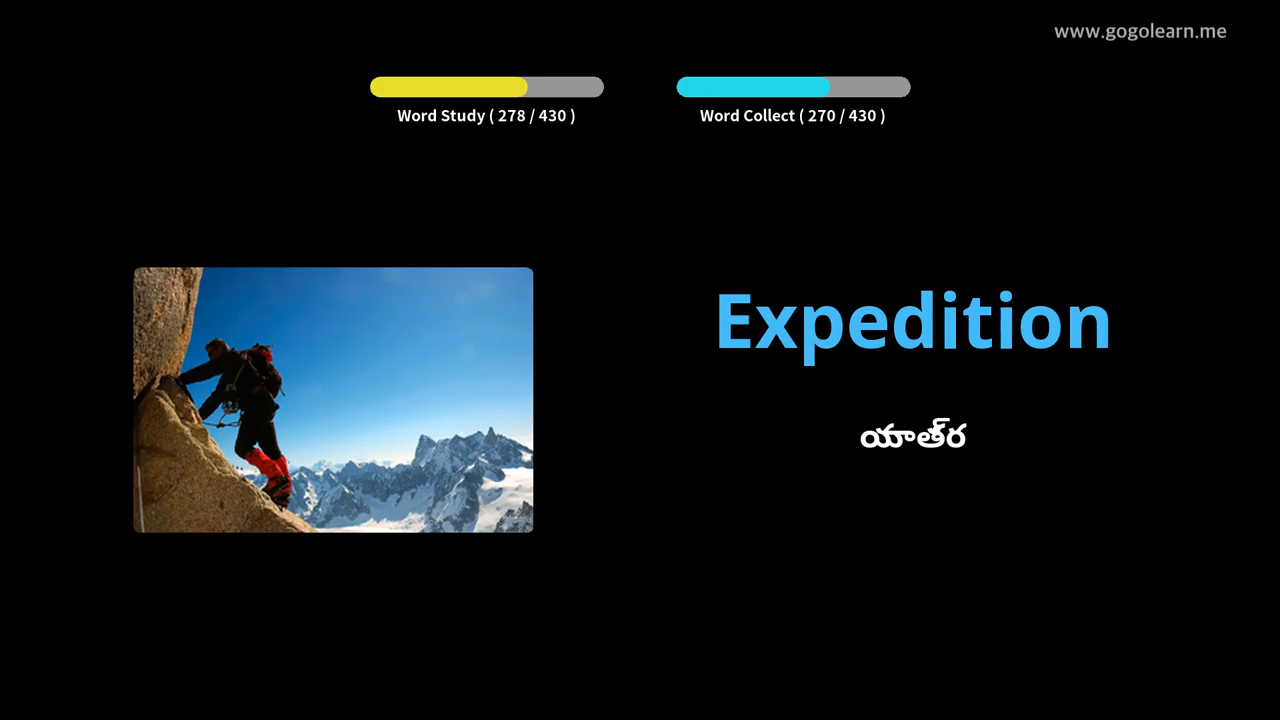 www.gogolearn.me
Word Study ( 278 / 430 )
Word Collect ( 270 / 430 )
Expedition
యాత్ర